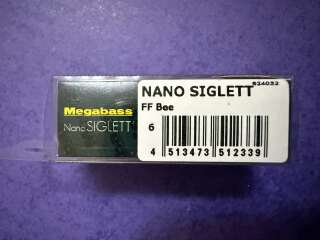 Megabass
Nano SIGLETT
NANO SIGLETT
FF Bee
6
4 513473 512339